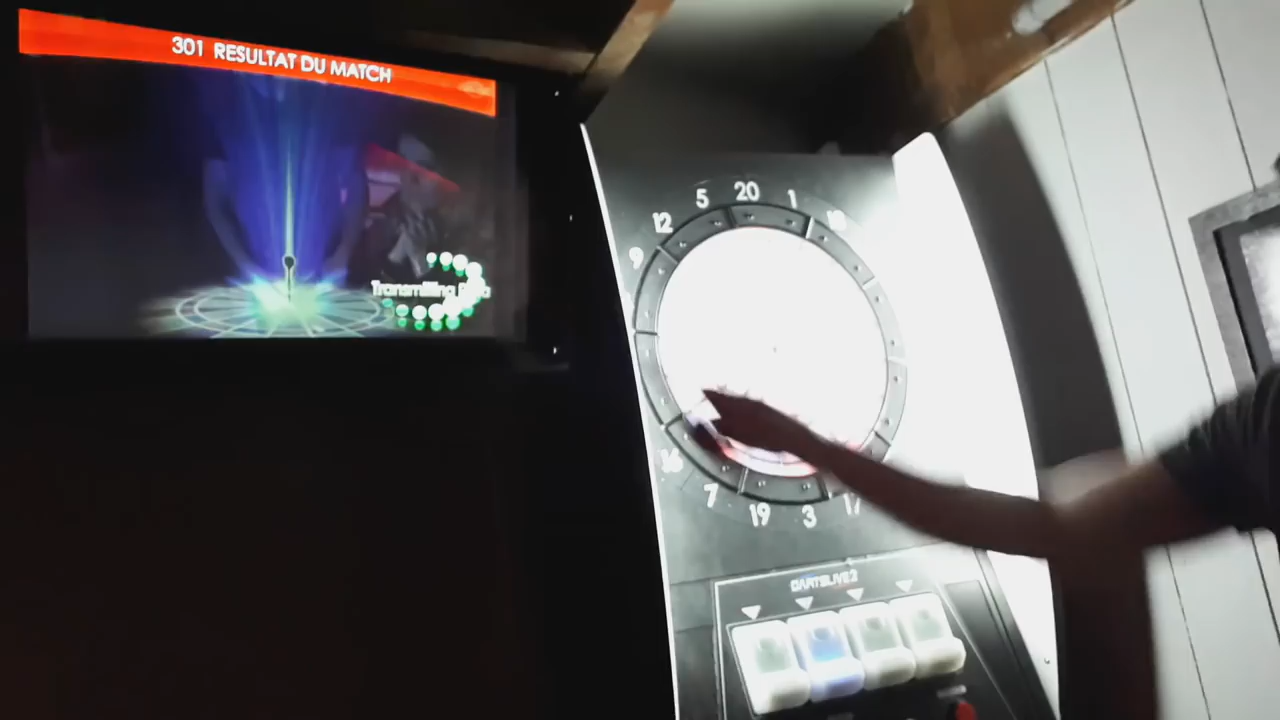 301 RESULTAT DU MATCH
Transmitting
5 20 1
12
9
16
7
19
3
17
DARTSLIVE2